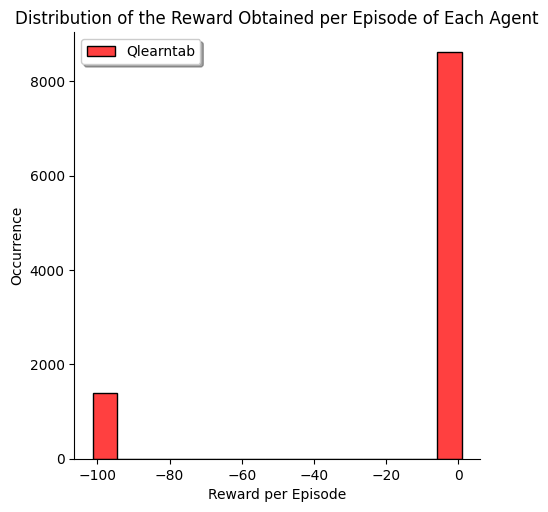 Distribution of the Reward Obtained per Episode of Each Agent
Qlearntab
8000
6000
4000
2000
0
Occurrence
−100
−80
−60
−40
−20
0
Reward per Episode